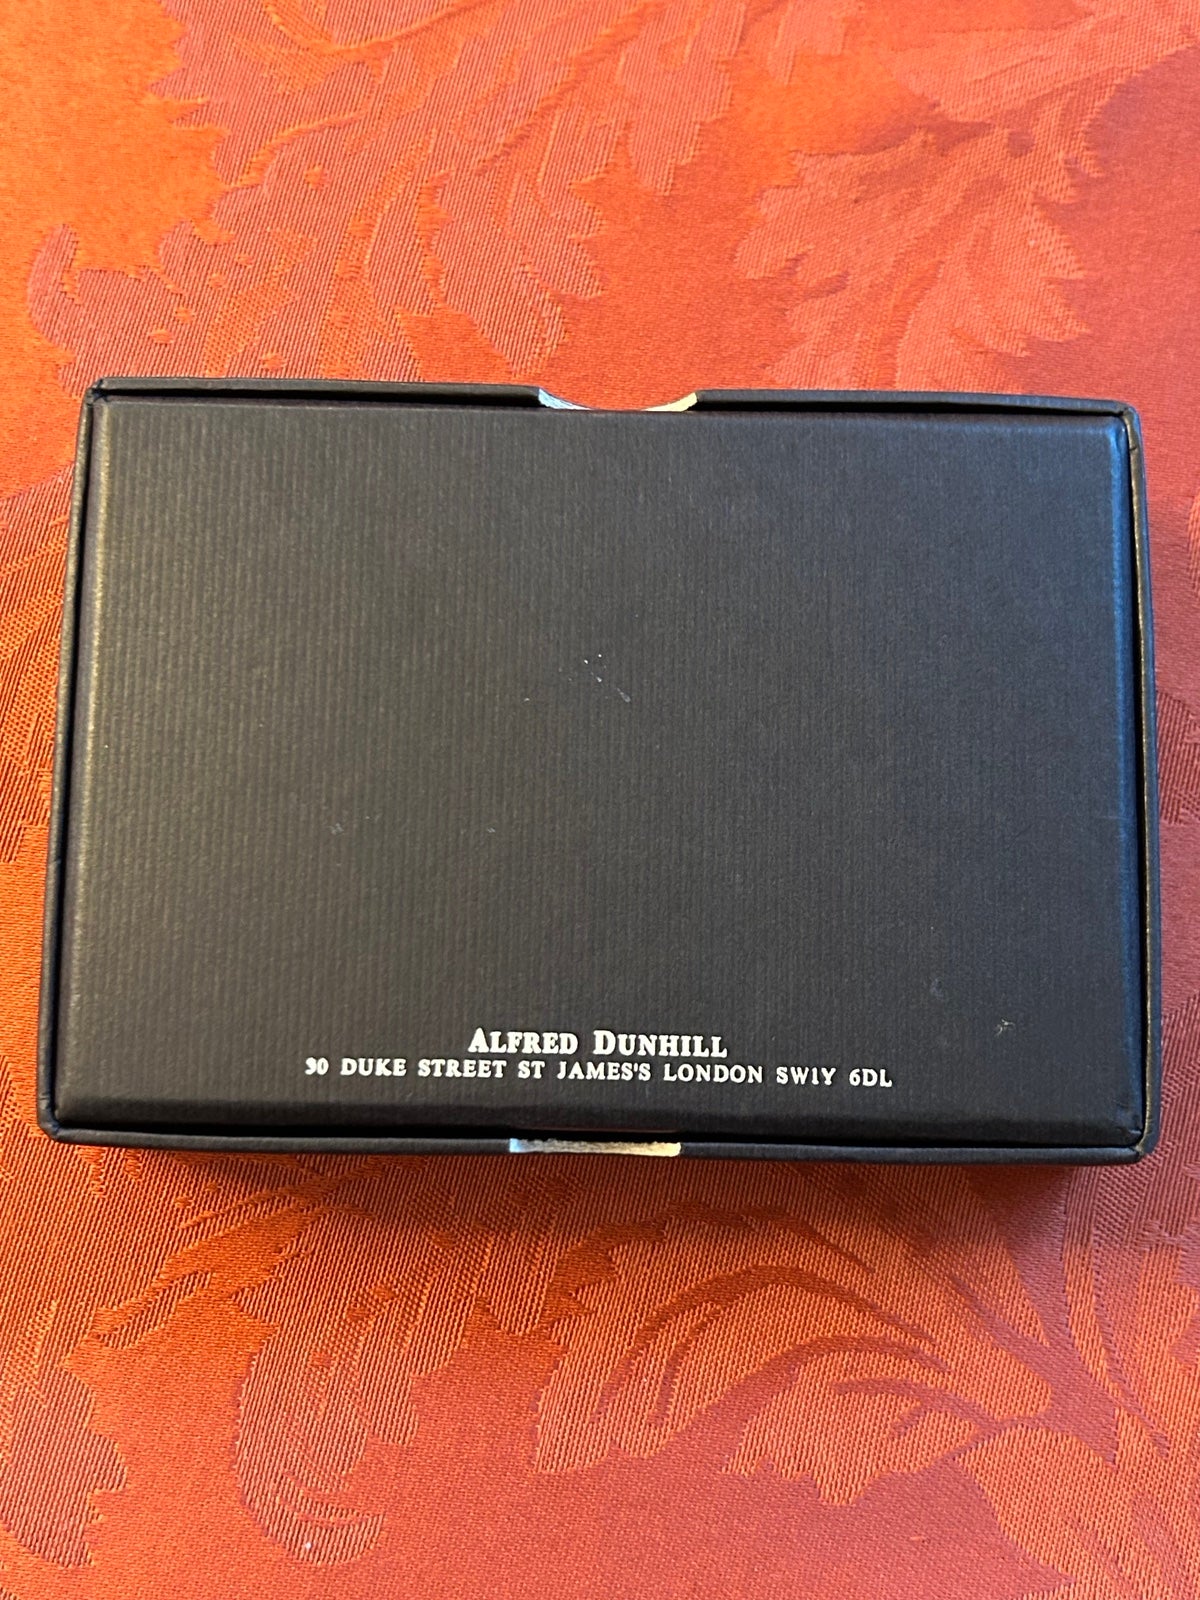 ALFRED DUNHILL
30 DUKE STREET ST JAMES'S LONDON SW1Y 6DL